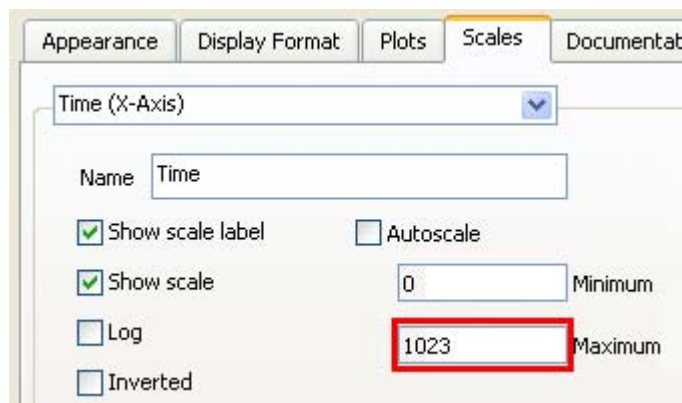 Appearance Display Format Plots Scales Documentat
Time (X-Axis)
Name Time
Show scale label Autoscale
Show scale 0 Minimum
Log 1023 Maximum
Inverted